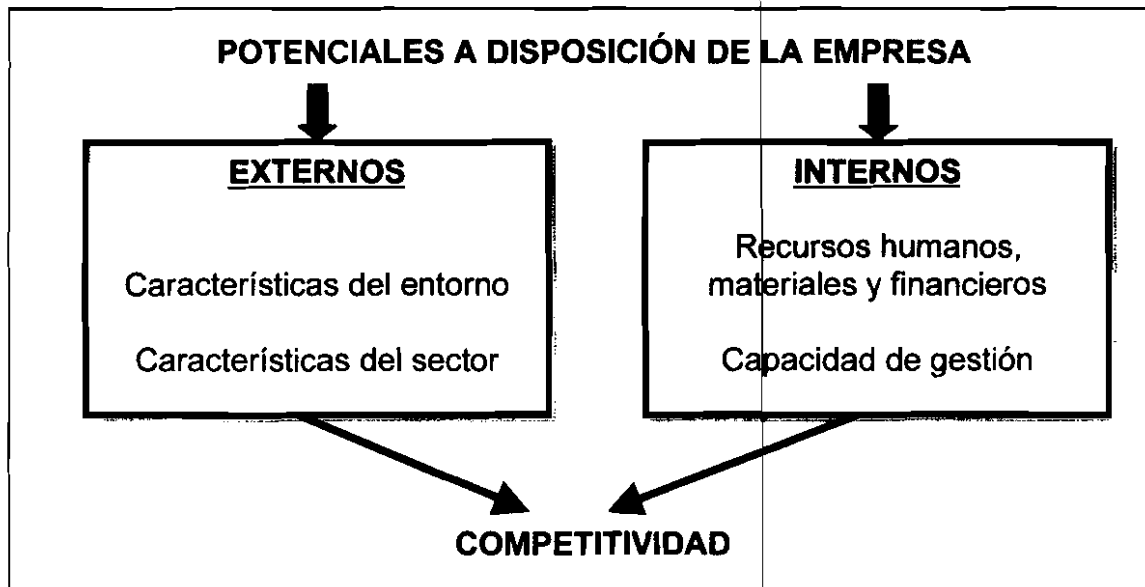 POTENCIALES A DISPOSICIÓN DE LA EMPRESA
EXTERNOS
Características del entorno
Características del sector
INTERNOS
Recursos humanos,
materiales y financieros
Capacidad de gestión
COMPETITIVIDAD